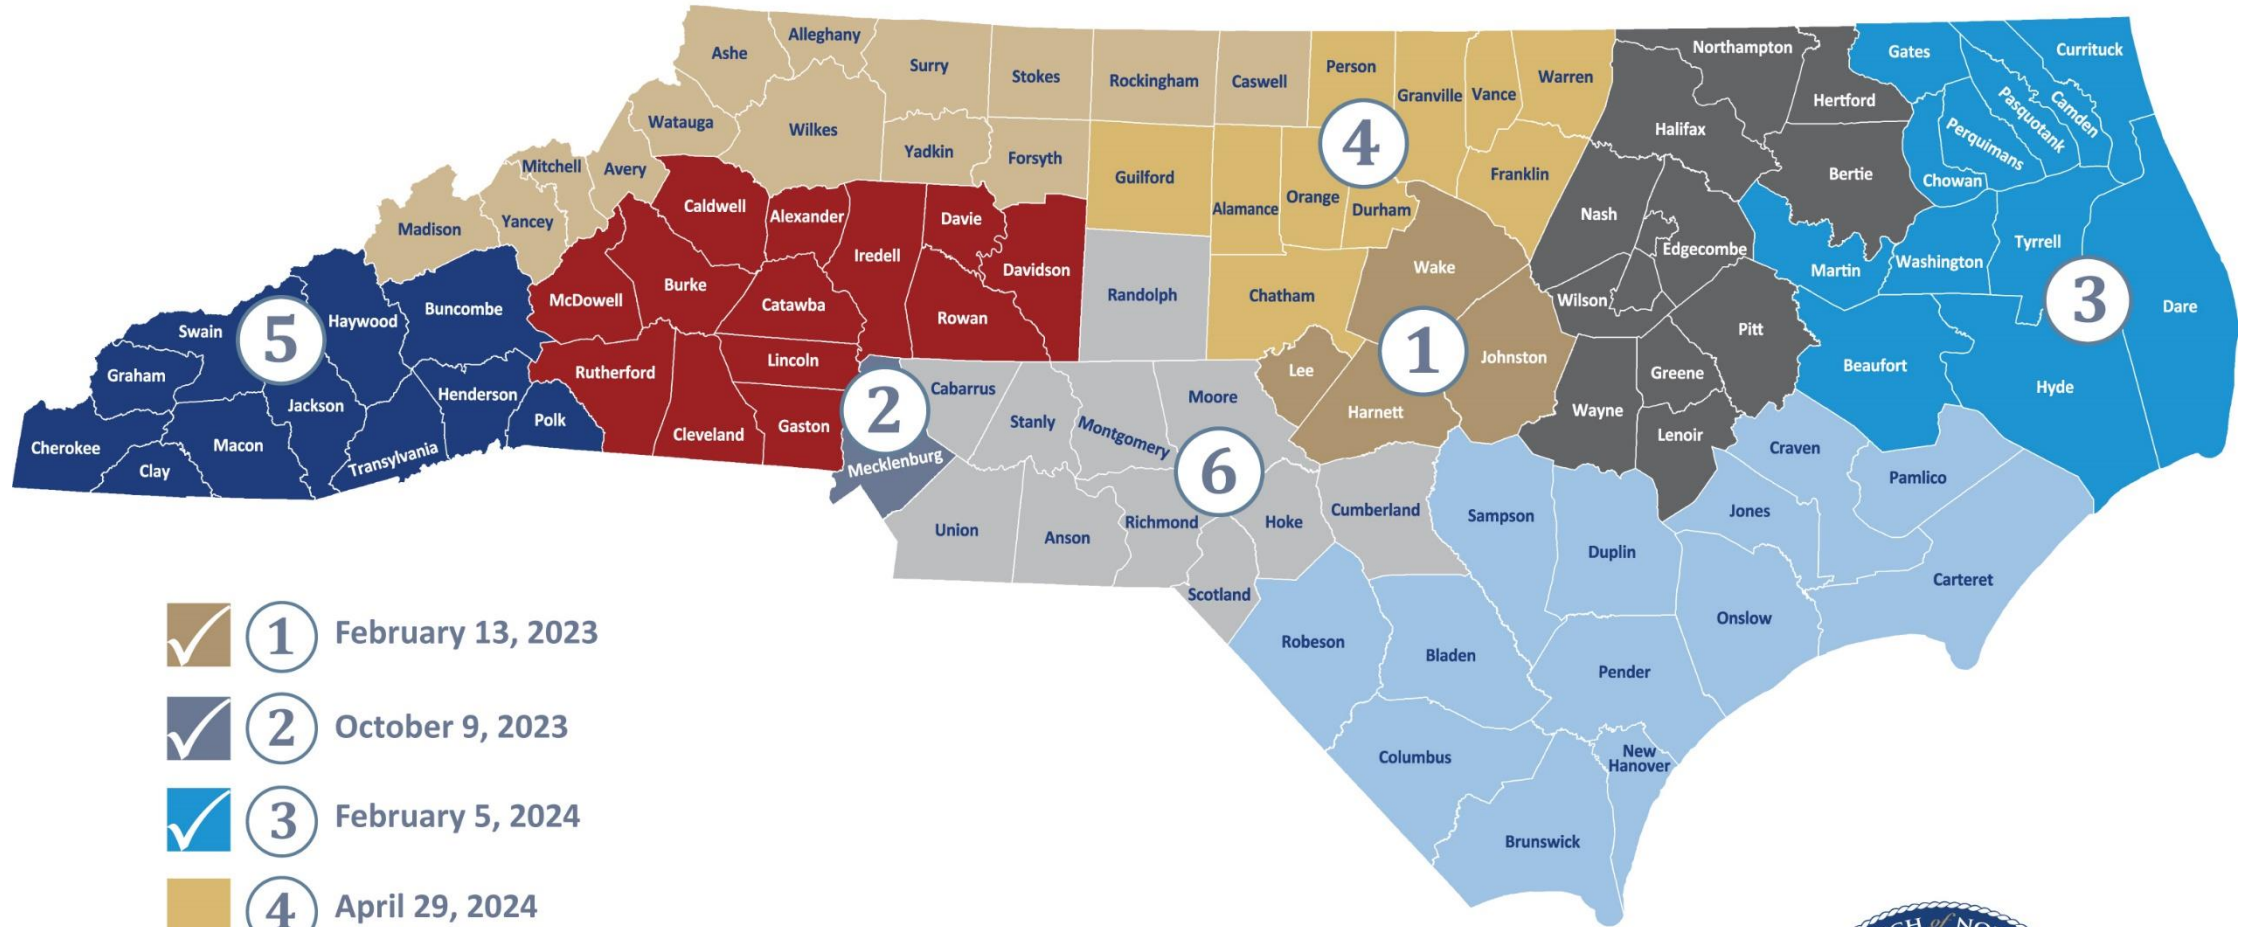 Ashe
Alleghany
Surry
Stokes
Rockingham
Caswell
Person
Granville
Vance
Warren
Northampton
Hertford
Gates
Currituck
Camden
Pasquotank
Perquimans
Chowan
Halifax
Bertie
Watauga
Wilkes
Yadkin
Forsyth
Guilford
Alamance
Orange
Durham
4
Franklin
Mitchell
Avery
Yancey
Madison
Caldwell
Alexander
Iredell
Davie
Davidson
Nash
Edgecombe
Martin
Washington
Tyrrell
Dare
3
McDowell
Burke
Catawba
Rowan
Randolph
Chatham
Wake
Wilson
Pitt
Beaufort
Hyde
Swain
5
Haywood
Buncombe
Graham
Jackson
Henderson
Polk
Rutherford
Lincoln
Cleveland
Gaston
2
Mecklenburg
Cabarrus
Stanly
Montgomery
Moore
6
Lee
1
Johnston
Harnett
Greene
Wayne
Lenoir
Craven
Pamlico
Cherokee
Clay
Macon
Transylvania
Union
Anson
Richmond
Scotland
Hoke
Cumberland
Sampson
Duplin
Jones
Carteret
Onslow
Robeson
Bladen
Pender
Columbus
New
Hanover
Brunswick
1 February 13, 2023
2 October 9, 2023
3 February 5, 2024
4 April 29, 2024